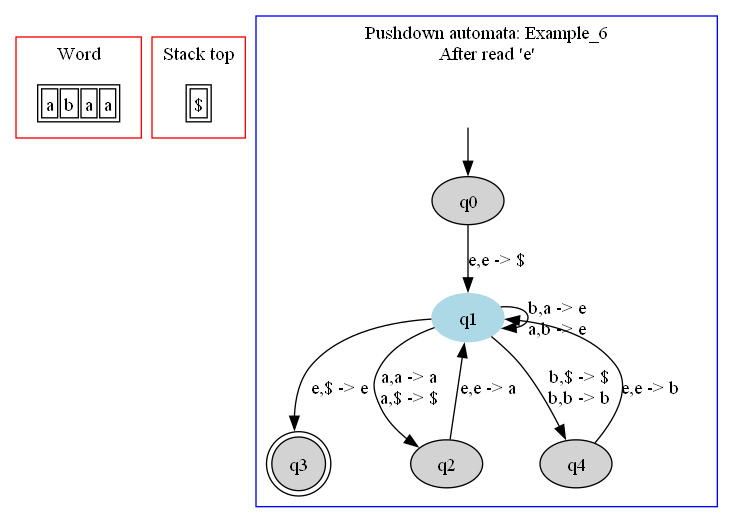 Word
a b a a
Stack top
$
Pushdown automata: Example_6
After read 'e'
q0
e,e -> $
q1
b,a -> e
a,b -> e
e,$ -> e
a,a -> a
a,$ -> $
e,e -> a
b,$ -> $
b,b -> b
e,e -> b
q3
q2
q4